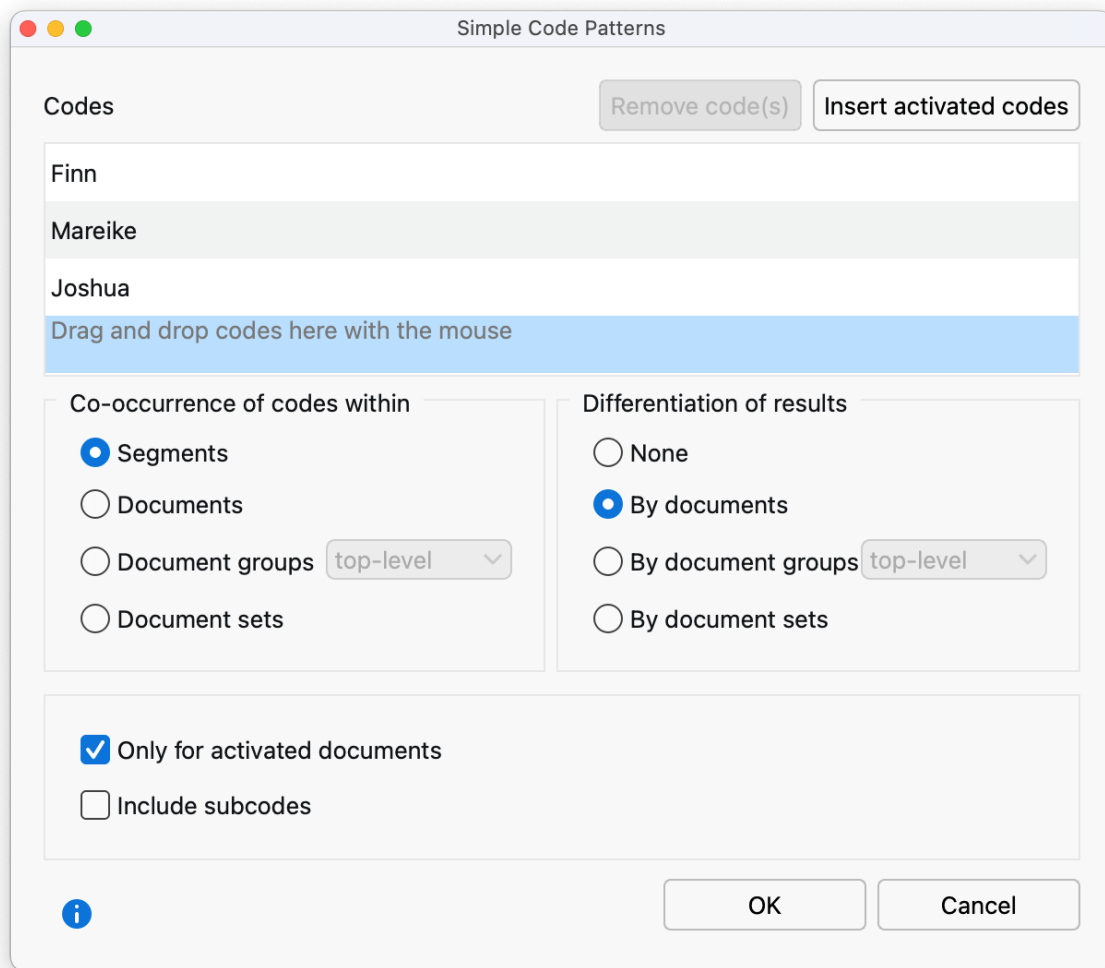 Simple Code Patterns
Codes
Remove code(s)
Insert activated codes
Finn
Mareike
Joshua
Drag and drop codes here with the mouse
Co-occurrence of codes within
Segments
Documents
Document groups top-level
Document sets
Differentiation of results
None
By documents
By document groups top-level
By document sets
Only for activated documents
Include subcodes
OK
Cancel